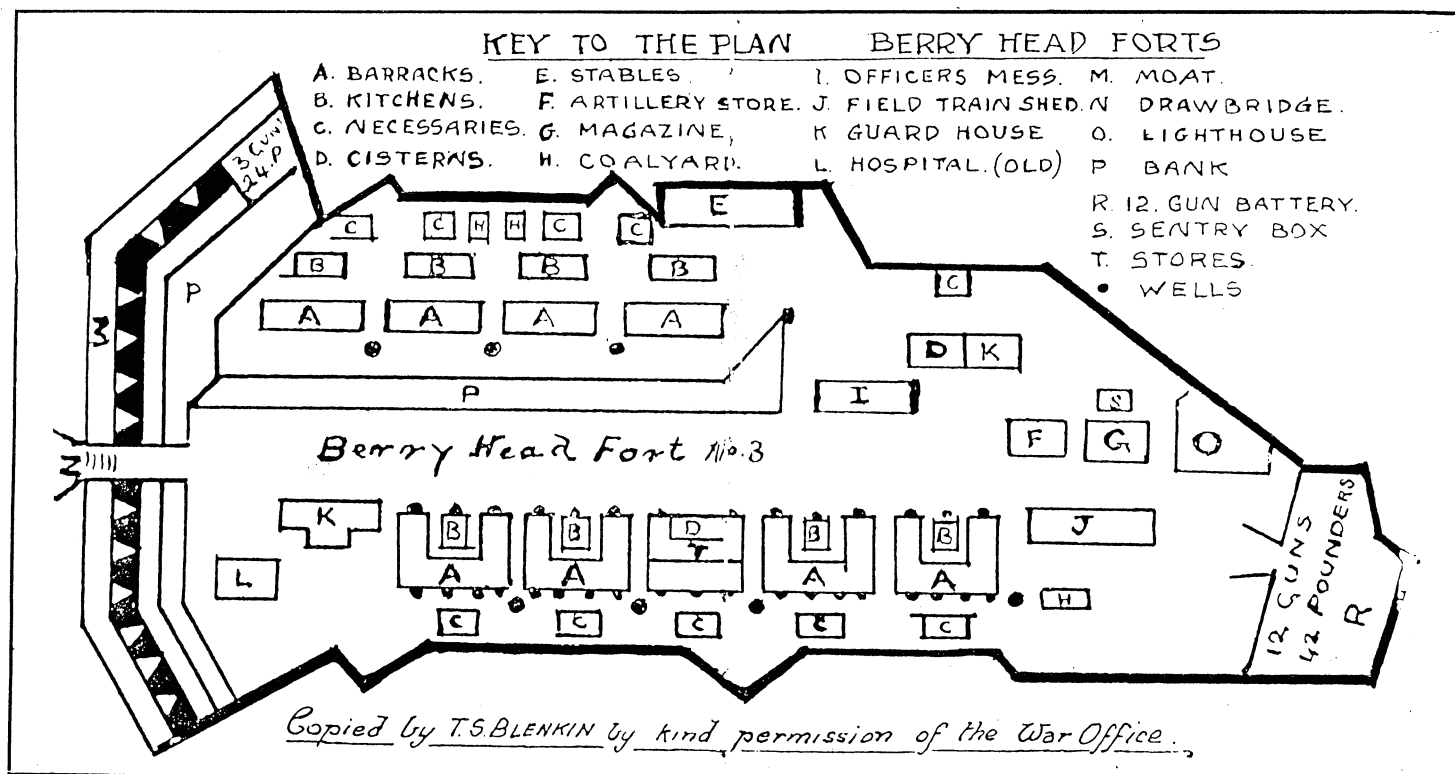 KEY TO THE PLAN BERRY HEAD FORTS
A. BARRACKS. E. STABLES. I. OFFICERS MESS. M. MOAT.
B. KITCHENS. F. ARTILLERY STORE. J. FIELD TRAIN SHED. N DRAWBRIDGE.
C. NECESSARIES. G. MAGAZINE, K GUARD HOUSE O. LIGHTHOUSE
D. CISTERNS. H. COALYARD. L. HOSPITAL. (OLD) P BANK
R. 12. GUN BATTERY.
S. SENTRY BOX
T. STORES.
• WELLS
3 GUN
24. P
E
C C H H C C
B B B B
P
C
A A A A
M
D K
P
I
S
F G O
Berry Head Fort No. 3
N
K
B B D B B
J
T
L
A A A A
H
C C C C C
12 GUNS
42 POUNDERS
R
Copied by T.S. BLENKIN by kind permission of the War Office.